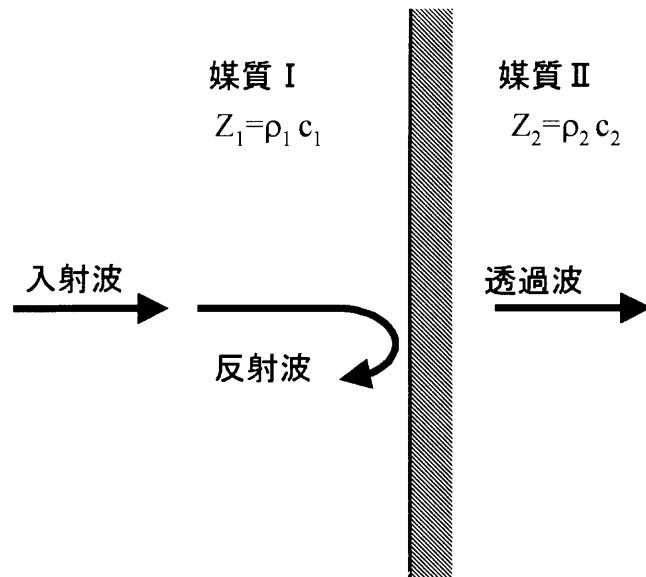 媒質 I
Z₁=ρ₁ c₁
媒質 II
Z₂=ρ₂ c₂
入射波
反射波
透過波